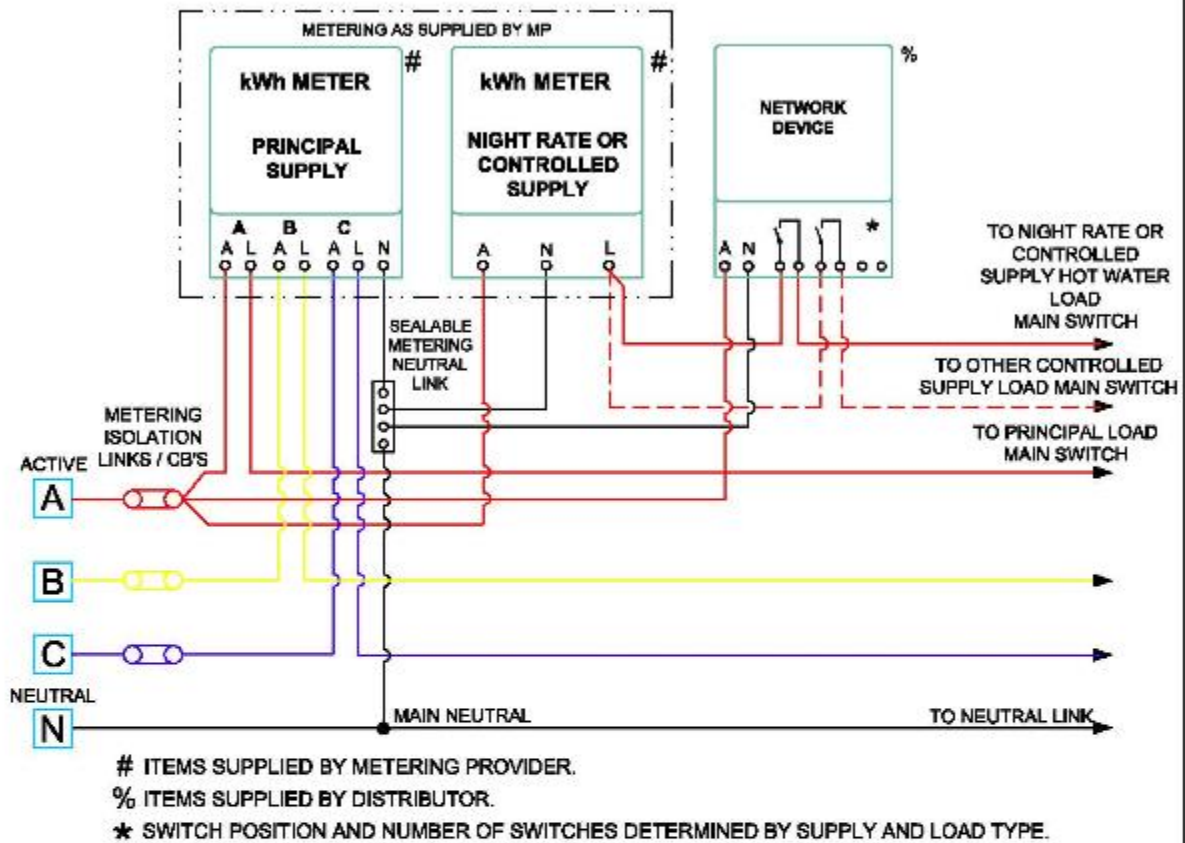 METERING AS SUPPLIED BY MP
kWh METER
PRINCIPAL
SUPPLY
#
kWh METER
NIGHT RATE OR
CONTROLLED
SUPPLY
#
NETWORK
DEVICE
%
A B C
A L A L A L N
A N L
A N
*
TO NIGHT RATE OR
CONTROLLED
SUPPLY HOT WATER
LOAD
MAIN SWITCH
SEALABLE
METERING
NEUTRAL
LINK
TO OTHER CONTROLLED
SUPPLY LOAD MAIN SWITCH
METERING
ISOLATION
LINKS / CB'S
TO PRINCIPAL LOAD
MAIN SWITCH
ACTIVE
A
B
C
NEUTRAL
N
MAIN NEUTRAL
TO NEUTRAL LINK
# ITEMS SUPPLIED BY METERING PROVIDER.
% ITEMS SUPPLIED BY DISTRIBUTOR.
* SWITCH POSITION AND NUMBER OF SWITCHES DETERMINED BY SUPPLY AND LOAD TYPE.